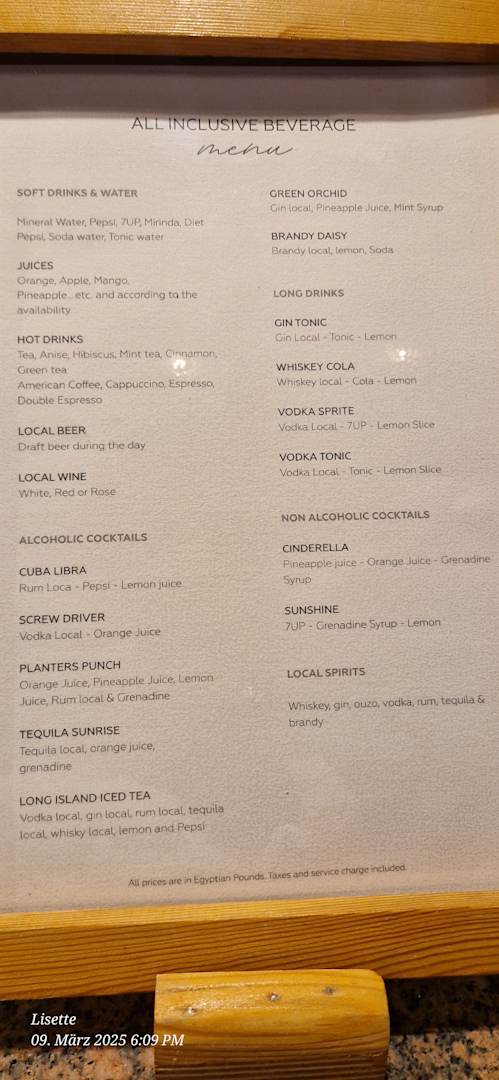 ALL INCLUSIVE BEVERAGE
menu
SOFT DRINKS & WATER
Mineral Water, Pepsi, 7UP, Mirinda, Diet
Pepsi, Soda water, Tonic water
JUICES
Orange, Apple, Mango,
Pineapple...etc. and according to the
availability
HOT DRINKS
Tea, Anise, Hibiscus, Mint tea, Cinnamon,
Green tea
American Coffee, Cappuccino, Espresso,
Double Espresso
LOCAL BEER
Draft beer during the day
LOCAL WINE
White, Red or Rose
ALCOHOLIC COCKTAILS
CUBA LIBRA
Rum Loca - Pepsi - Lemon juice
SCREW DRIVER
Vodka Local - Orange Juice
PLANTERS PUNCH
Orange Juice, Pineapple Juice, Lemon
Juice, Rum local & Grenadine
TEQUILA SUNRISE
Tequila local, orange juice,
grenadine
LONG ISLAND ICED TEA
Vodka local, gin local, rum local, tequila
local, whisky local, lemon and Pepsi
GREEN ORCHID
Gin local, Pineapple Juice, Mint Syrup
BRANDY DAISY
Brandy local, lemon, Soda
LONG DRINKS
GIN TONIC
Gin Local - Tonic - Lemon
WHISKEY COLA
Whiskey local - Cola - Lemon
VODKA SPRITE
Vodka Local - 7UP - Lemon Slice
VODKA TONIC
Vodka Local - Tonic - Lemon Slice
NON ALCOHOLIC COCKTAILS
CINDERELLA
Pineapple juice - Orange Juice - Grenadine
Syrup
SUNSHINE
7UP - Grenadine Syrup - Lemon
LOCAL SPIRITS
Whiskey, gin, ouzo, vodka, rum, tequila &
brandy
All prices are in Egyptian Pounds. Taxes and service charge included.
Lisette
09. März 2025 6:09 PM